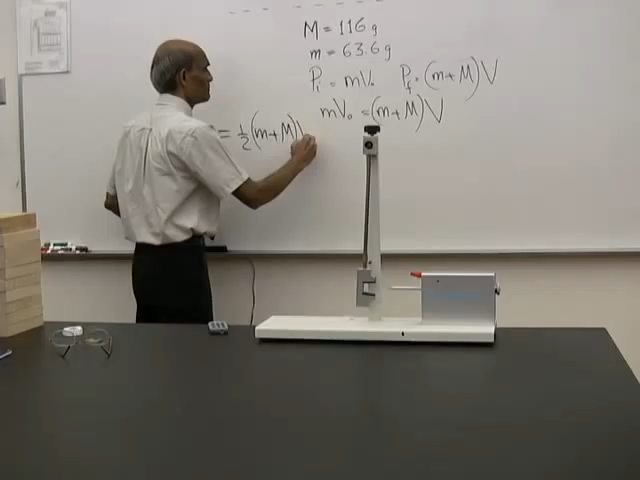 M = 116 g
m = 63.6 g
Pi = mV₀ Pf = (m+M)V
mV₀ = (m+M)V
= ½(m+M)